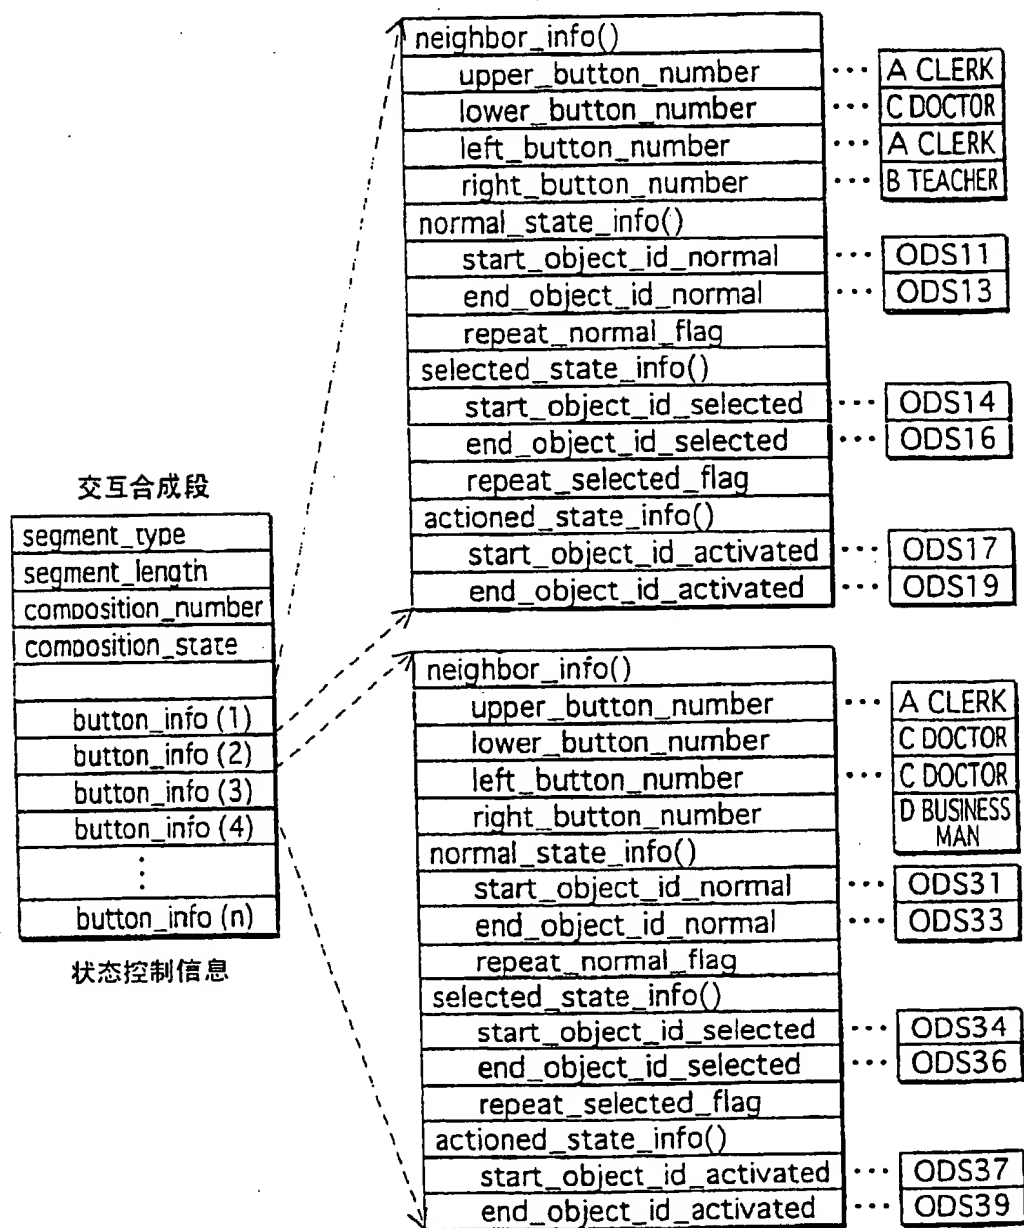 交互合成段
segment_type
segment_length
composition_number
composition_state
button_info (1)
button_info (2)
button_info (3)
button_info (4)
⋮
button_info (n)
状态控制信息
neighbor_info()
upper_button_number ··· A CLERK
lower_button_number ··· C DOCTOR
left_button_number ··· A CLERK
right_button_number ··· B TEACHER
normal_state_info()
start_object_id_normal ··· ODS11
end_object_id_normal ··· ODS13
repeat_normal_flag
selected_state_info()
start_object_id_selected ··· ODS14
end_object_id_selected ··· ODS16
repeat_selected_flag
actioned_state_info()
start_object_id_activated ··· ODS17
end_object_id_activated ··· ODS19
neighbor_info()
upper_button_number ··· A CLERK
lower_button_number C DOCTOR
left_button_number ··· C DOCTOR
right_button_number D BUSINESS
MAN
normal_state_info()
start_object_id_normal ··· ODS31
end_object_id_normal ··· ODS33
repeat_normal_flag
selected_state_info()
start_object_id_selected ··· ODS34
end_object_id_selected ··· ODS36
repeat_selected_flag
actioned_state_info()
start_object_id_activated ··· ODS37
end_object_id_activated ··· ODS39